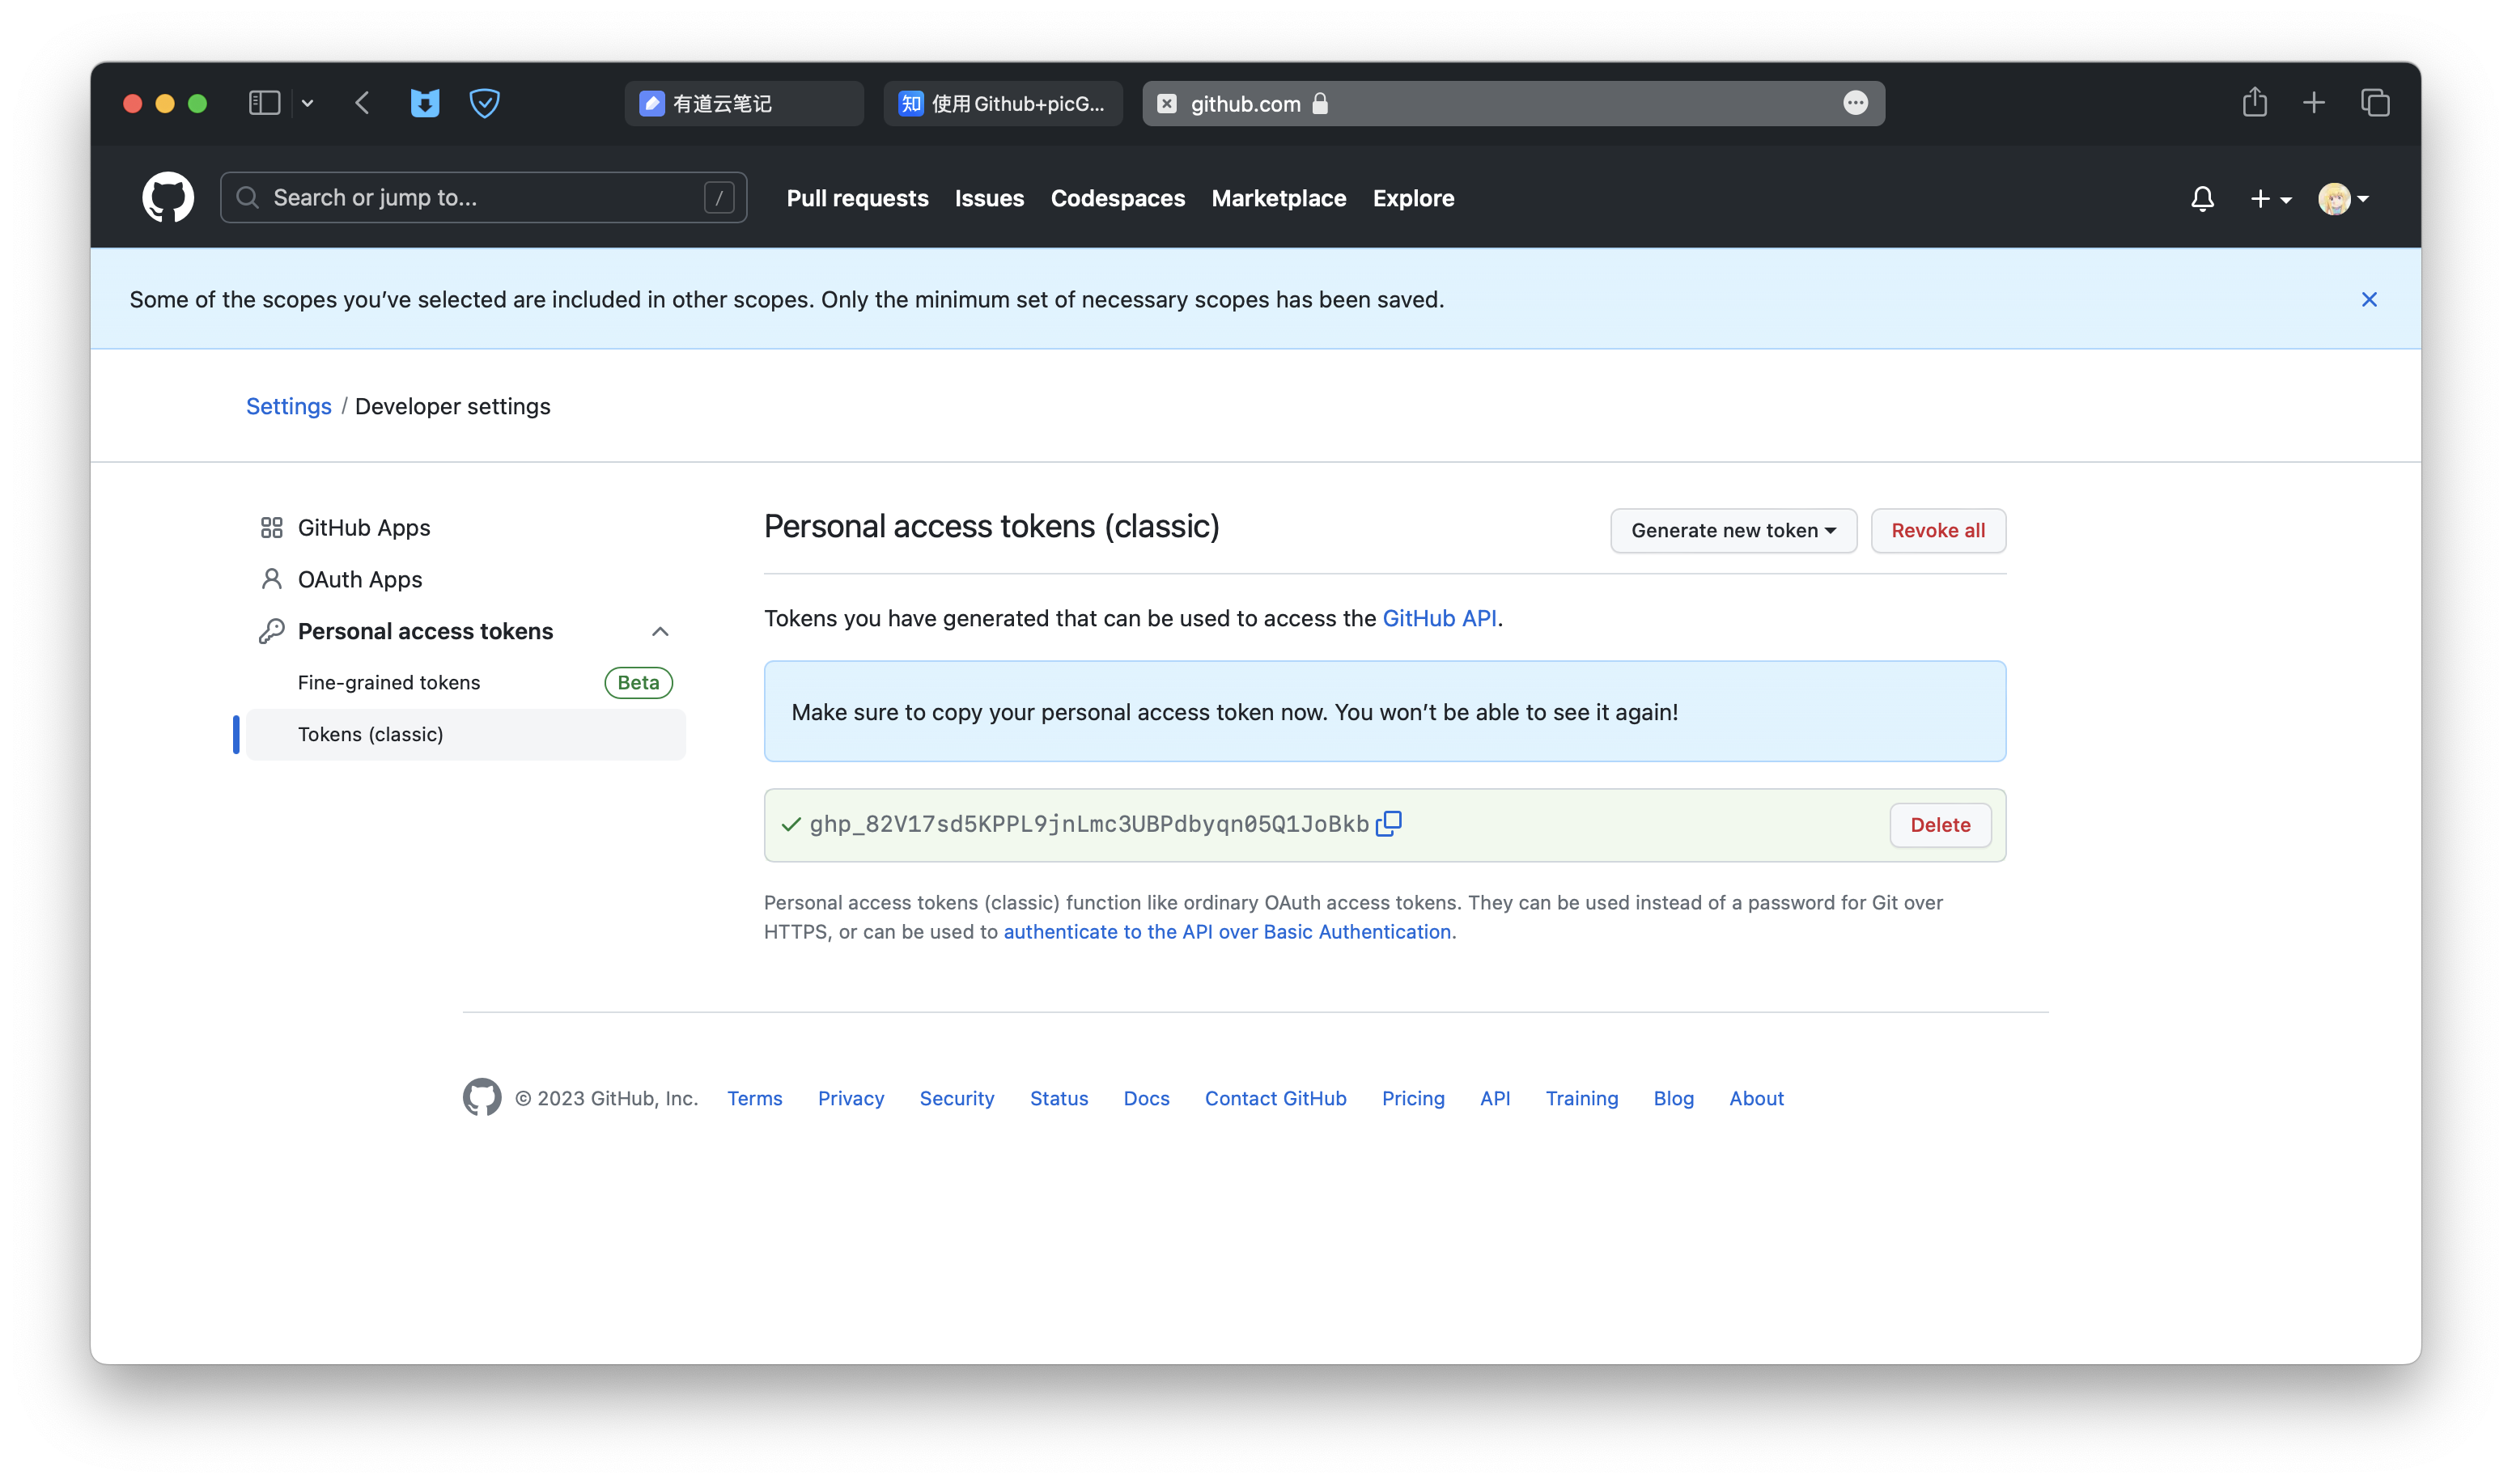 有道云笔记
知 使用Github+picG...
github.com
Search or jump to...
/
Pull requests
Issues
Codespaces
Marketplace
Explore
Some of the scopes you’ve selected are included in other scopes. Only the minimum set of necessary scopes has been saved.
Settings / Developer settings
GitHub Apps
OAuth Apps
Personal access tokens
Fine-grained tokens
Beta
Tokens (classic)
Personal access tokens (classic)
Generate new token
Revoke all
Tokens you have generated that can be used to access the GitHub API.
Make sure to copy your personal access token now. You won’t be able to see it again!
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
Delete
Personal access tokens (classic) function like ordinary OAuth access tokens. They can be used instead of a password for Git over
HTTPS, or can be used to authenticate to the API over Basic Authentication.
© 2023 GitHub, Inc.
Terms
Privacy
Security
Status
Docs
Contact GitHub
Pricing
API
Training
Blog
About